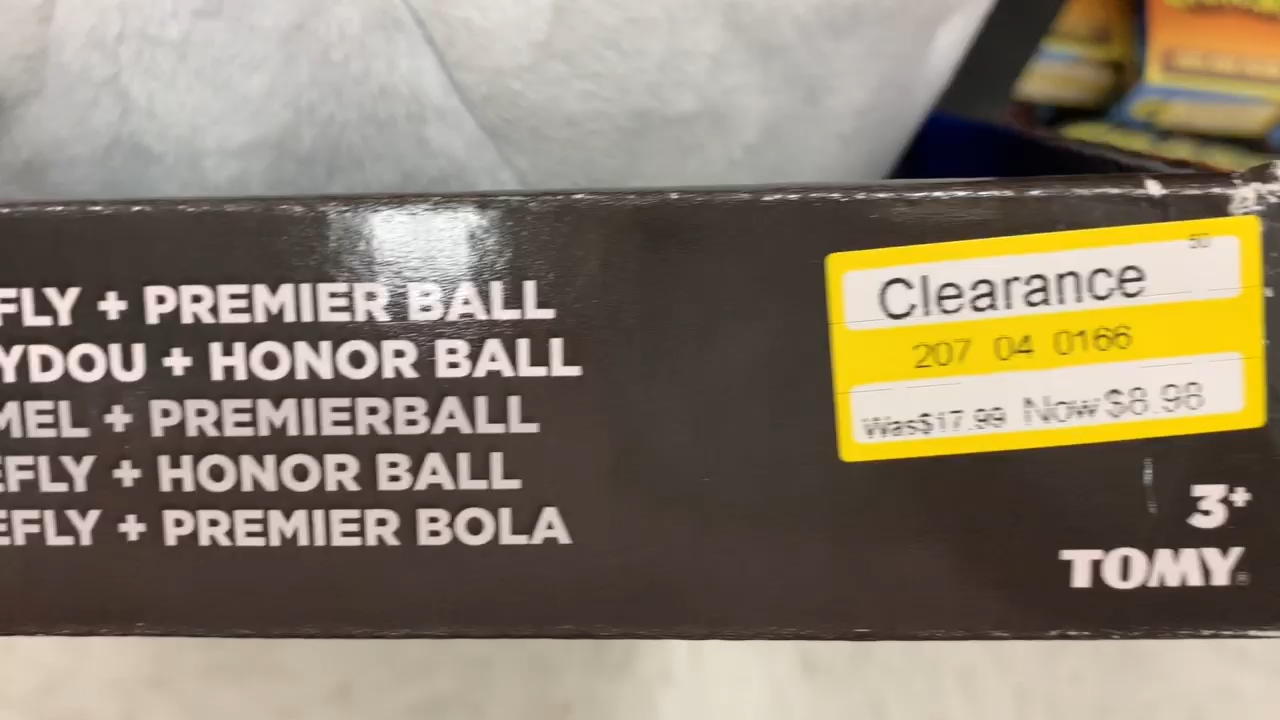 FLY + PREMIER BALL
YDOU + HONOR BALL
MEL + PREMIERBALL
EFLY + HONOR BALL
EFLY + PREMIER BOLA
50
Clearance
207 04 0166
Was$17.99 Now$8.98
3+
TOMY